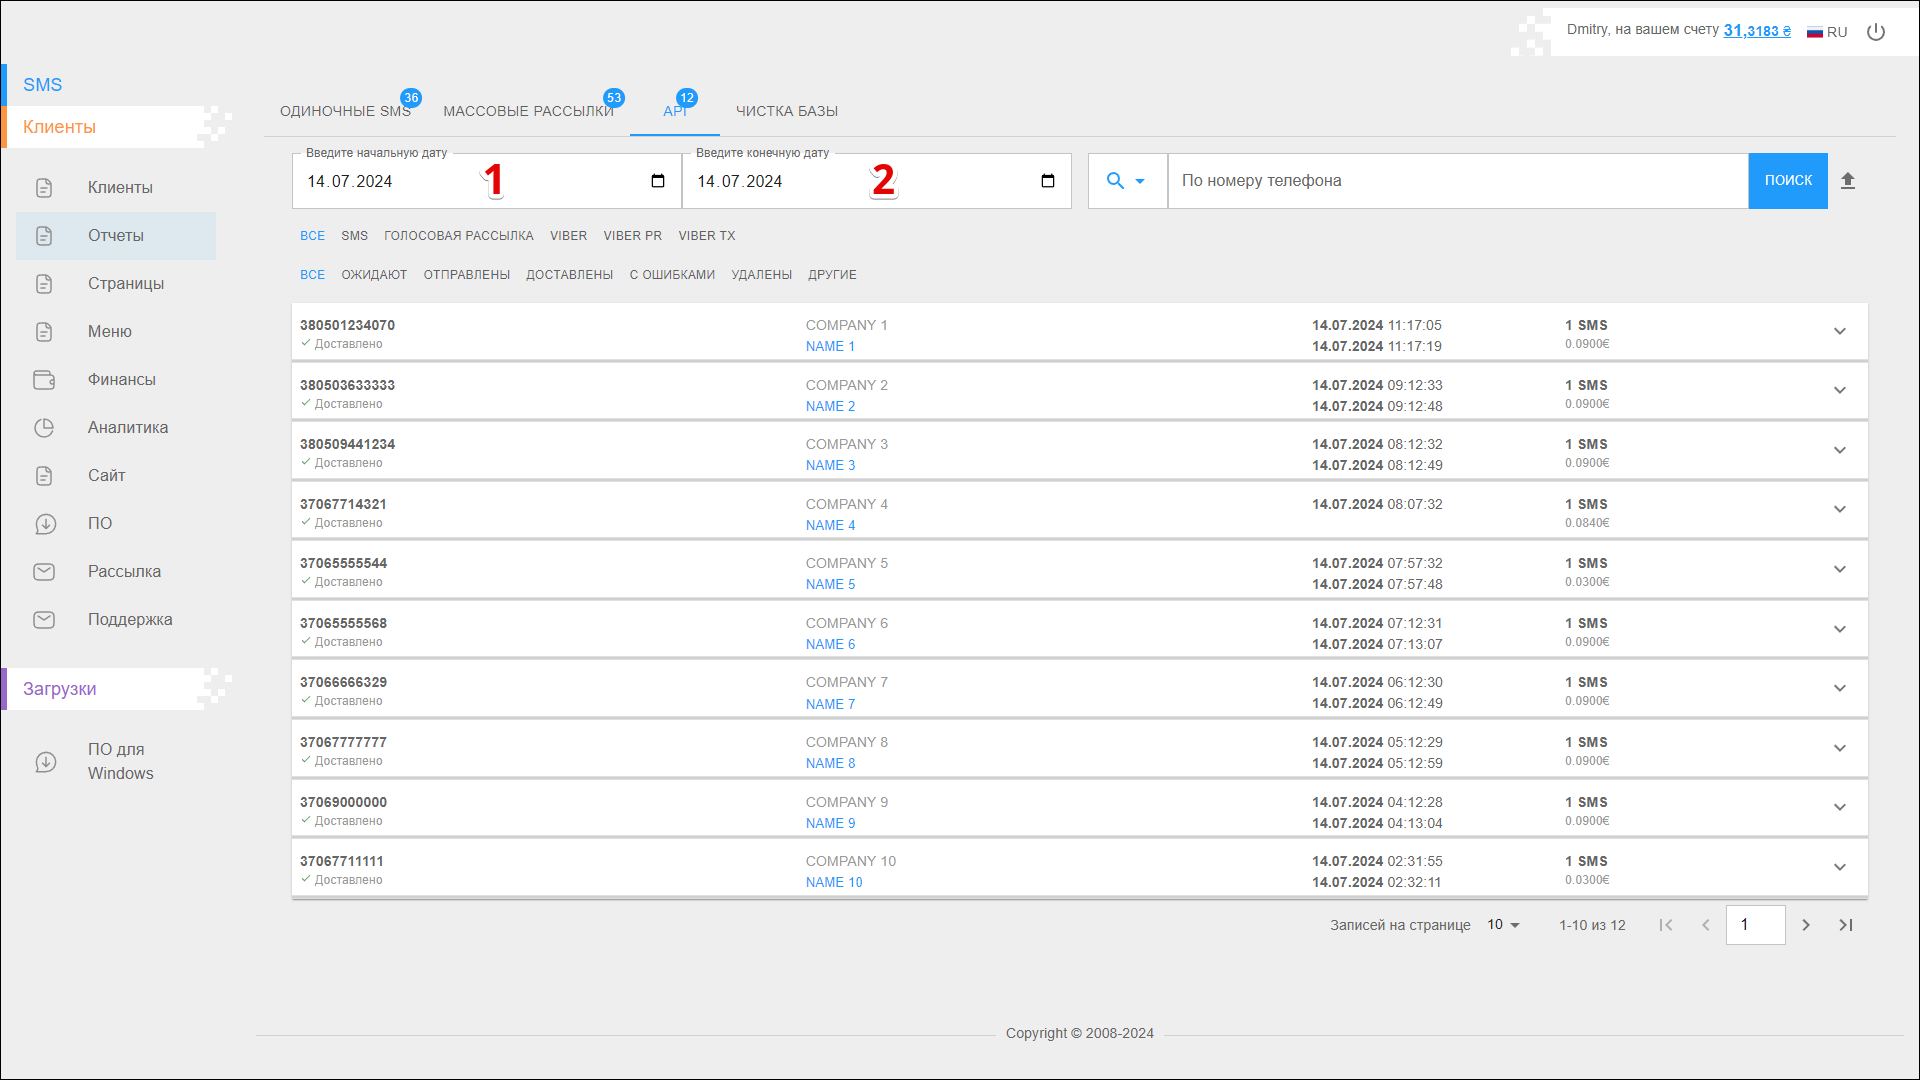 Dmitry, на вашем счету 31,3183 ₴ RU
SMS
Клиенты
Клиенты
Отчеты
Страницы
Меню
Финансы
Аналитика
Сайт
ПО
Рассылка
Поддержка
Загрузки
ПО для
Windows
ОДИНОЧНЫЕ SMS 36 МАССОВЫЕ РАССЫЛКИ 53 API 12 ЧИСТКА БАЗЫ
Введите начальную дату Введите конечную дату
14.07.2024 1 14.07.2024 2 По номеру телефона ПОИСК
ВСЕ SMS ГОЛОСОВАЯ РАССЫЛКА VIBER VIBER PR VIBER TX
ВСЕ ОЖИДАЮТ ОТПРАВЛЕНЫ ДОСТАВЛЕНЫ С ОШИБКАМИ УДАЛЕНЫ ДРУГИЕ
380501234070 COMPANY 1 14.07.2024 11:17:05 1 SMS
Доставлено NAME 1 14.07.2024 11:17:19 0.0900€
380503633333 COMPANY 2 14.07.2024 09:12:33 1 SMS
Доставлено NAME 2 14.07.2024 09:12:48 0.0900€
380509441234 COMPANY 3 14.07.2024 08:12:32 1 SMS
Доставлено NAME 3 14.07.2024 08:12:49 0.0900€
37067714321 COMPANY 4 14.07.2024 08:07:32 1 SMS
Доставлено NAME 4 0.0840€
37065555544 COMPANY 5 14.07.2024 07:57:32 1 SMS
Доставлено NAME 5 14.07.2024 07:57:48 0.0300€
37065555568 COMPANY 6 14.07.2024 07:12:31 1 SMS
Доставлено NAME 6 14.07.2024 07:13:07 0.0900€
37066666329 COMPANY 7 14.07.2024 06:12:30 1 SMS
Доставлено NAME 7 14.07.2024 06:12:49 0.0900€
37067777777 COMPANY 8 14.07.2024 05:12:29 1 SMS
Доставлено NAME 8 14.07.2024 05:12:59 0.0900€
37069000000 COMPANY 9 14.07.2024 04:12:28 1 SMS
Доставлено NAME 9 14.07.2024 04:13:04 0.0900€
37067711111 COMPANY 10 14.07.2024 02:31:55 1 SMS
Доставлено NAME 10 14.07.2024 02:32:11 0.0300€
Записей на странице 10 1-10 из 12 1
Copyright © 2008-2024